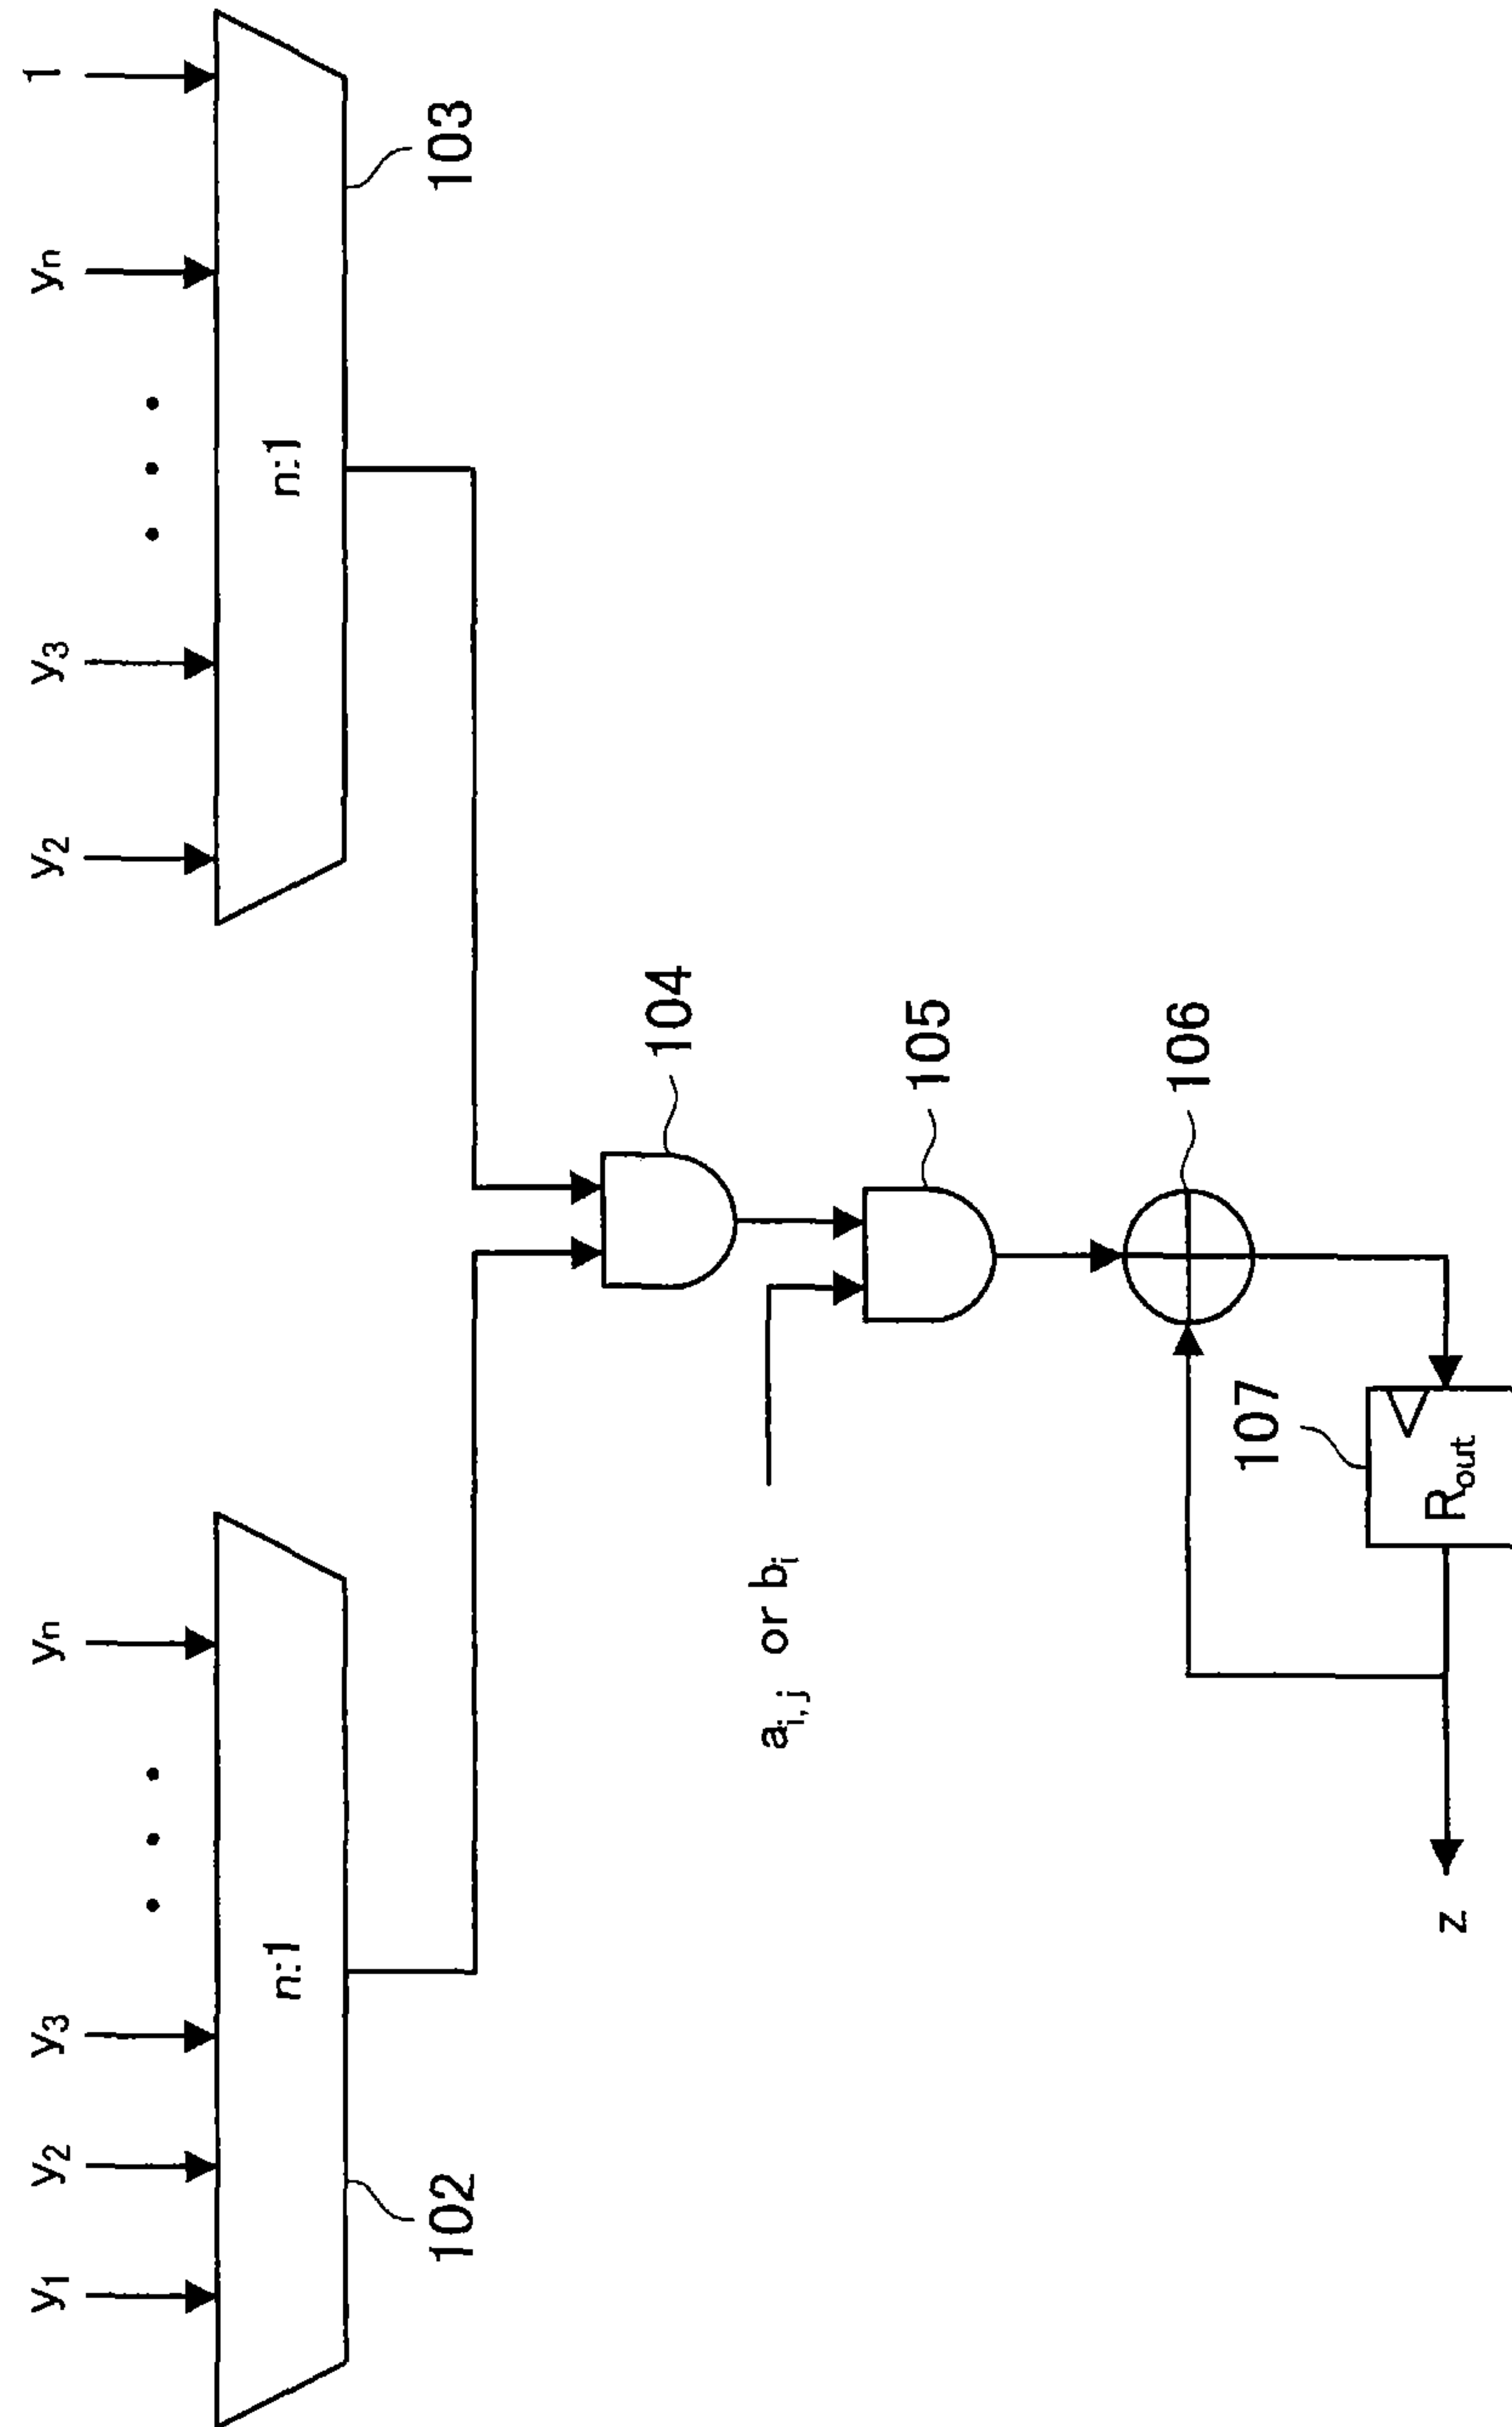 y₁
y₂
y₃
yₙ
n:1
102
y₂
y₃
yₙ
1
n:1
103
104
aᵢ,ⱼ or bᵢ
105
106
107
Rₒᵤₜ
z